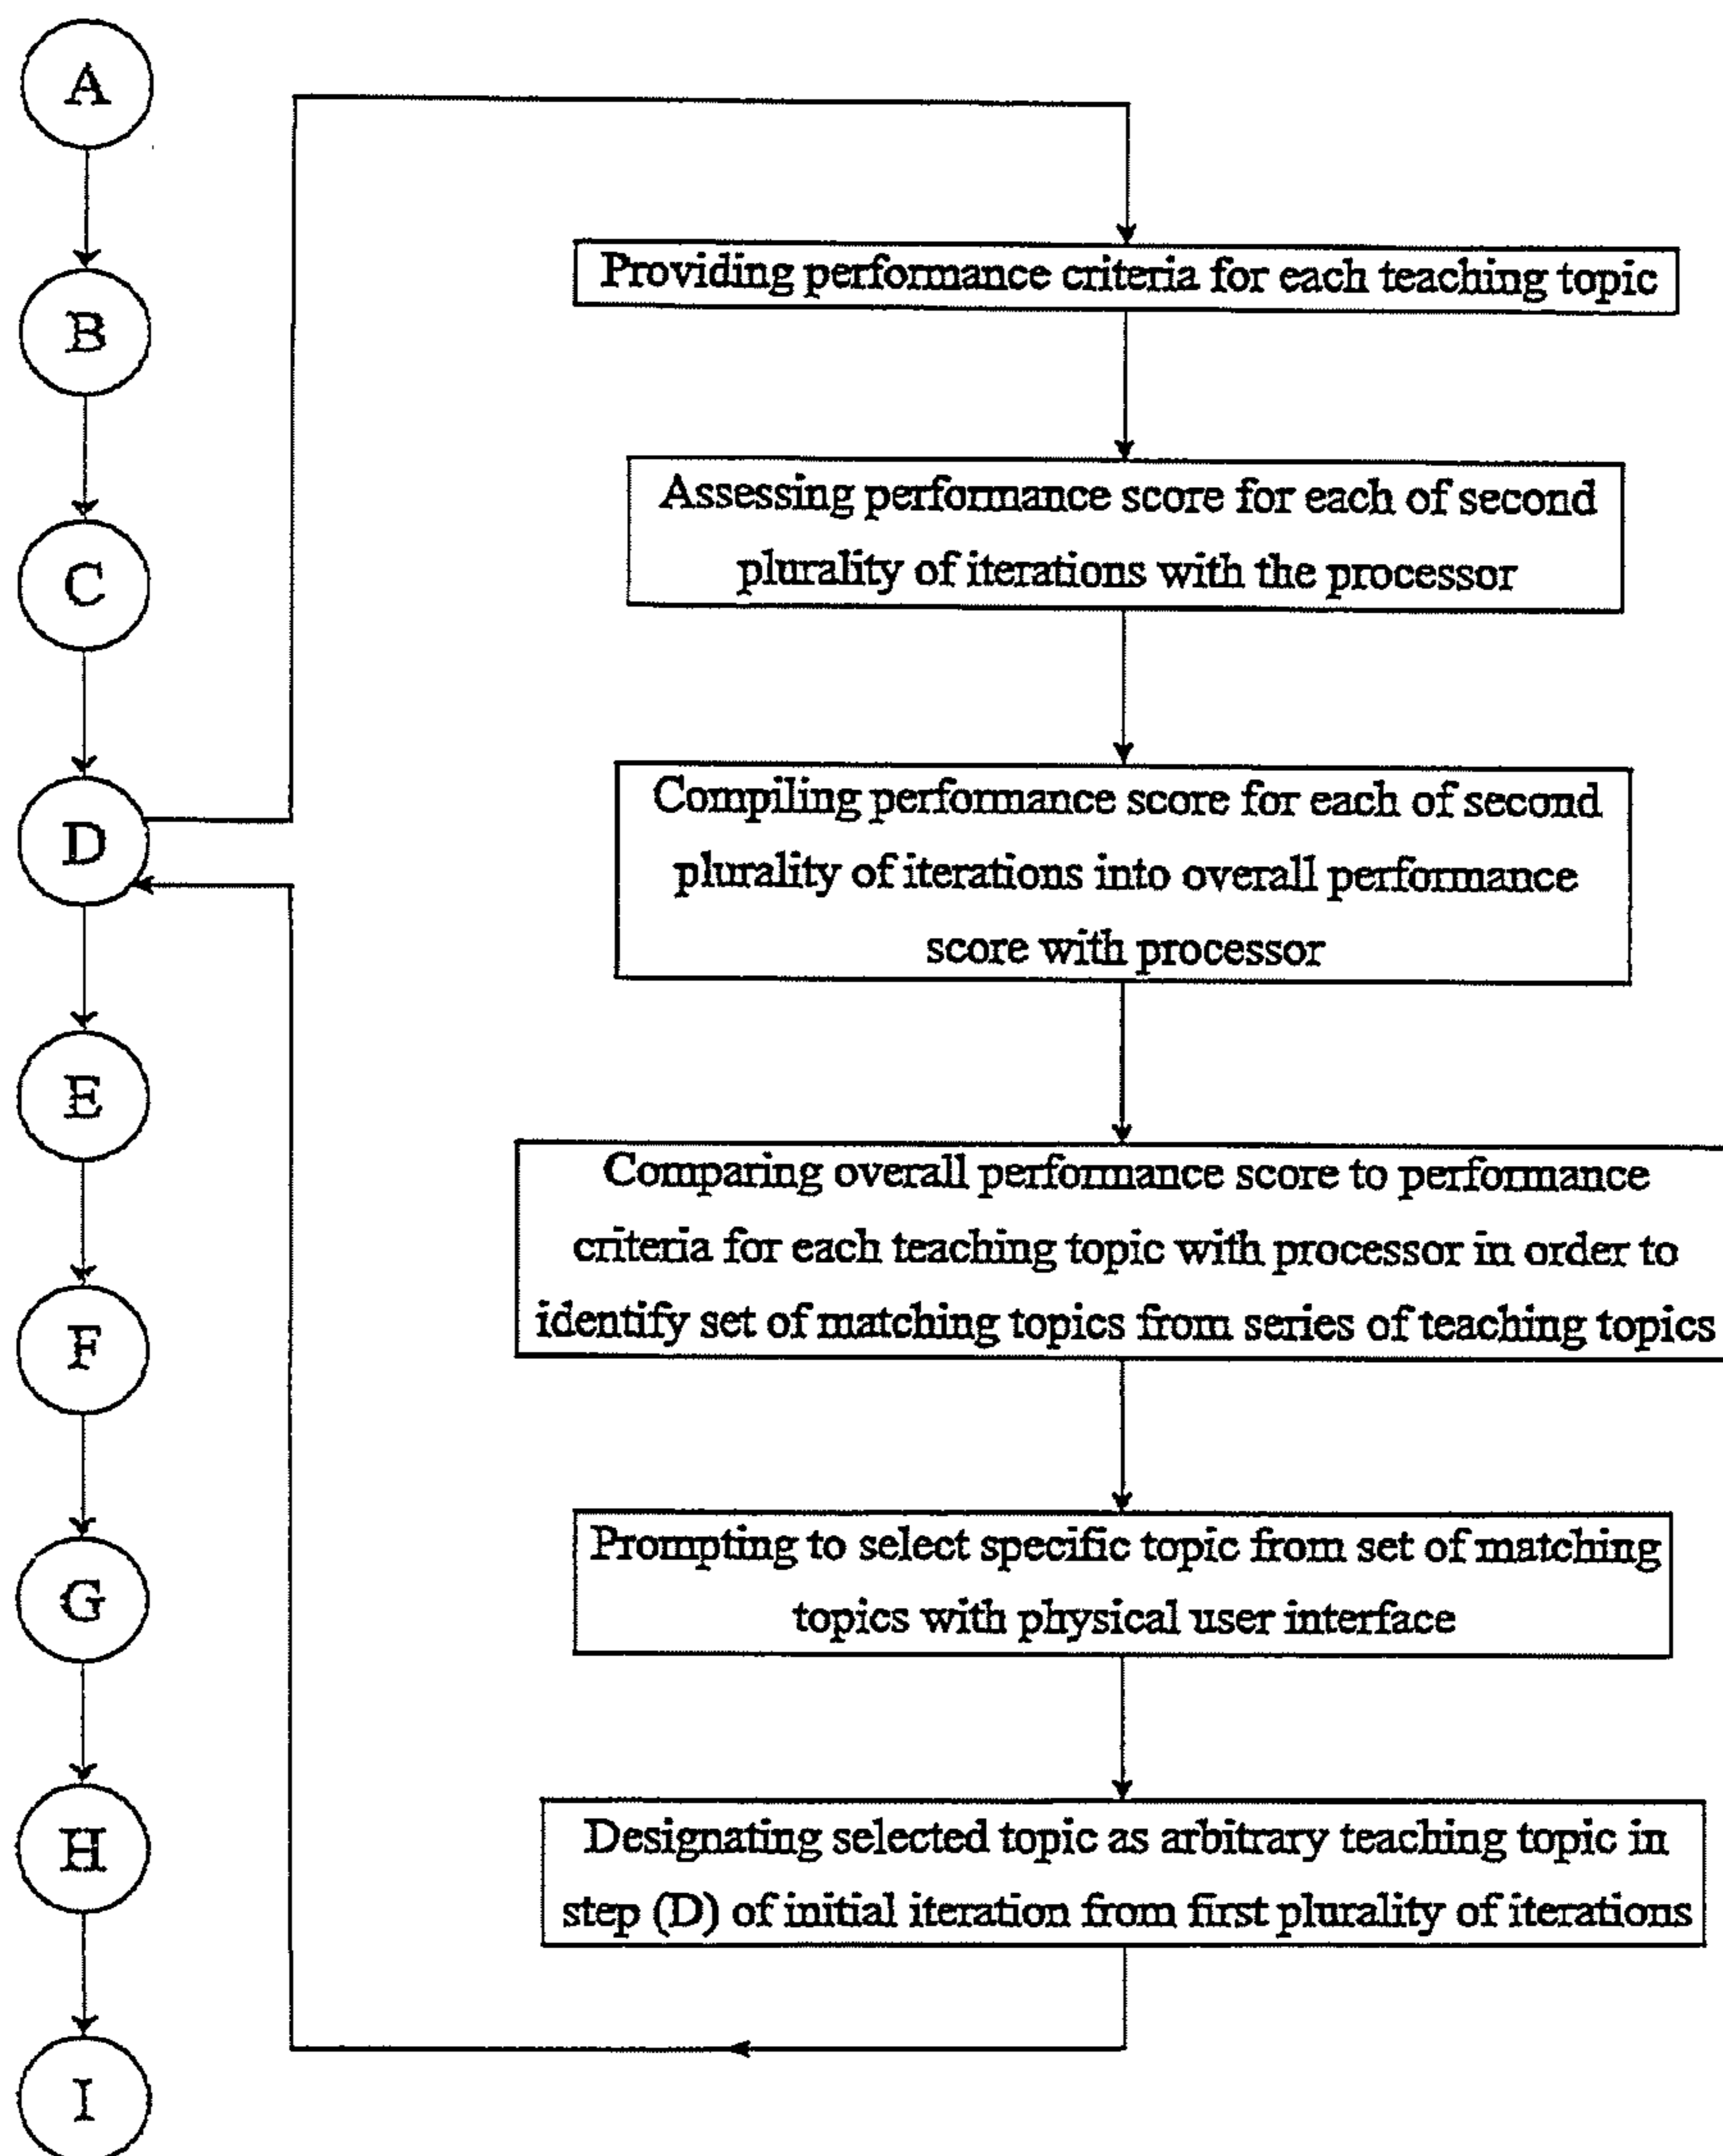 A
B
C
D
E
F
G
H
I
Providing performance criteria for each teaching topic
Assessing performance score for each of second
plurality of iterations with the processor
Compiling performance score for each of second
plurality of iterations into overall performance
score with processor
Comparing overall performance score to performance
criteria for each teaching topic with processor in order to
identify set of matching topics from series of teaching topics
Prompting to select specific topic from set of matching
topics with physical user interface
Designating selected topic as arbitrary teaching topic in
step (D) of initial iteration from first plurality of iterations